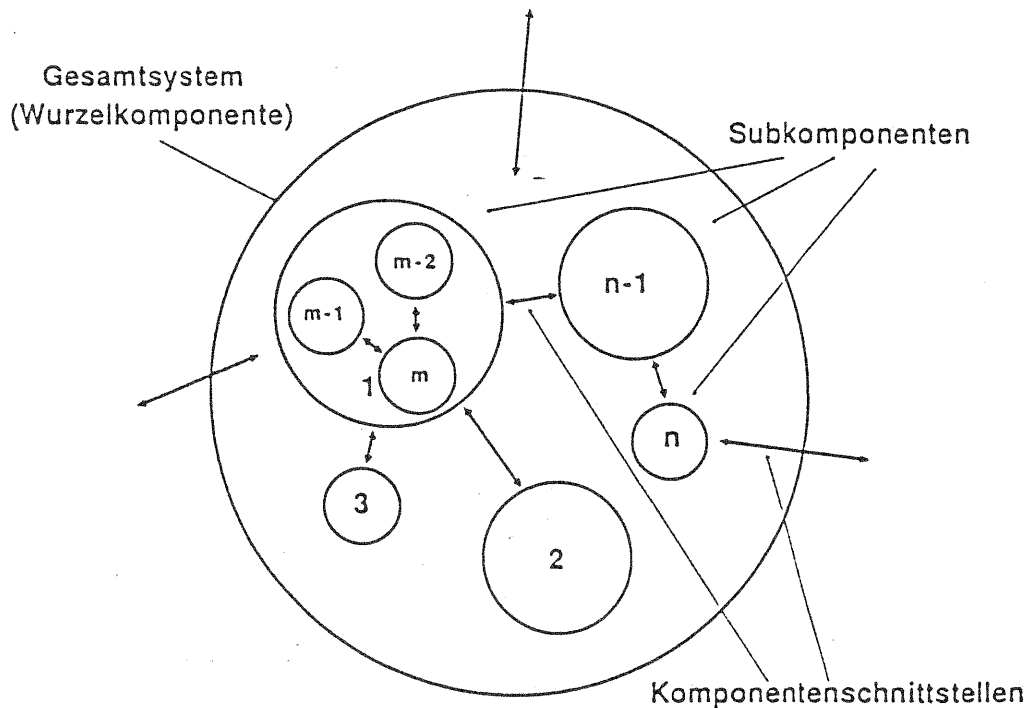 Gesamtsystem
(Wurzelkomponente)
Subkomponenten
m-2
n-1
m-1
1
m
n
3
2
Komponentenschnittstellen